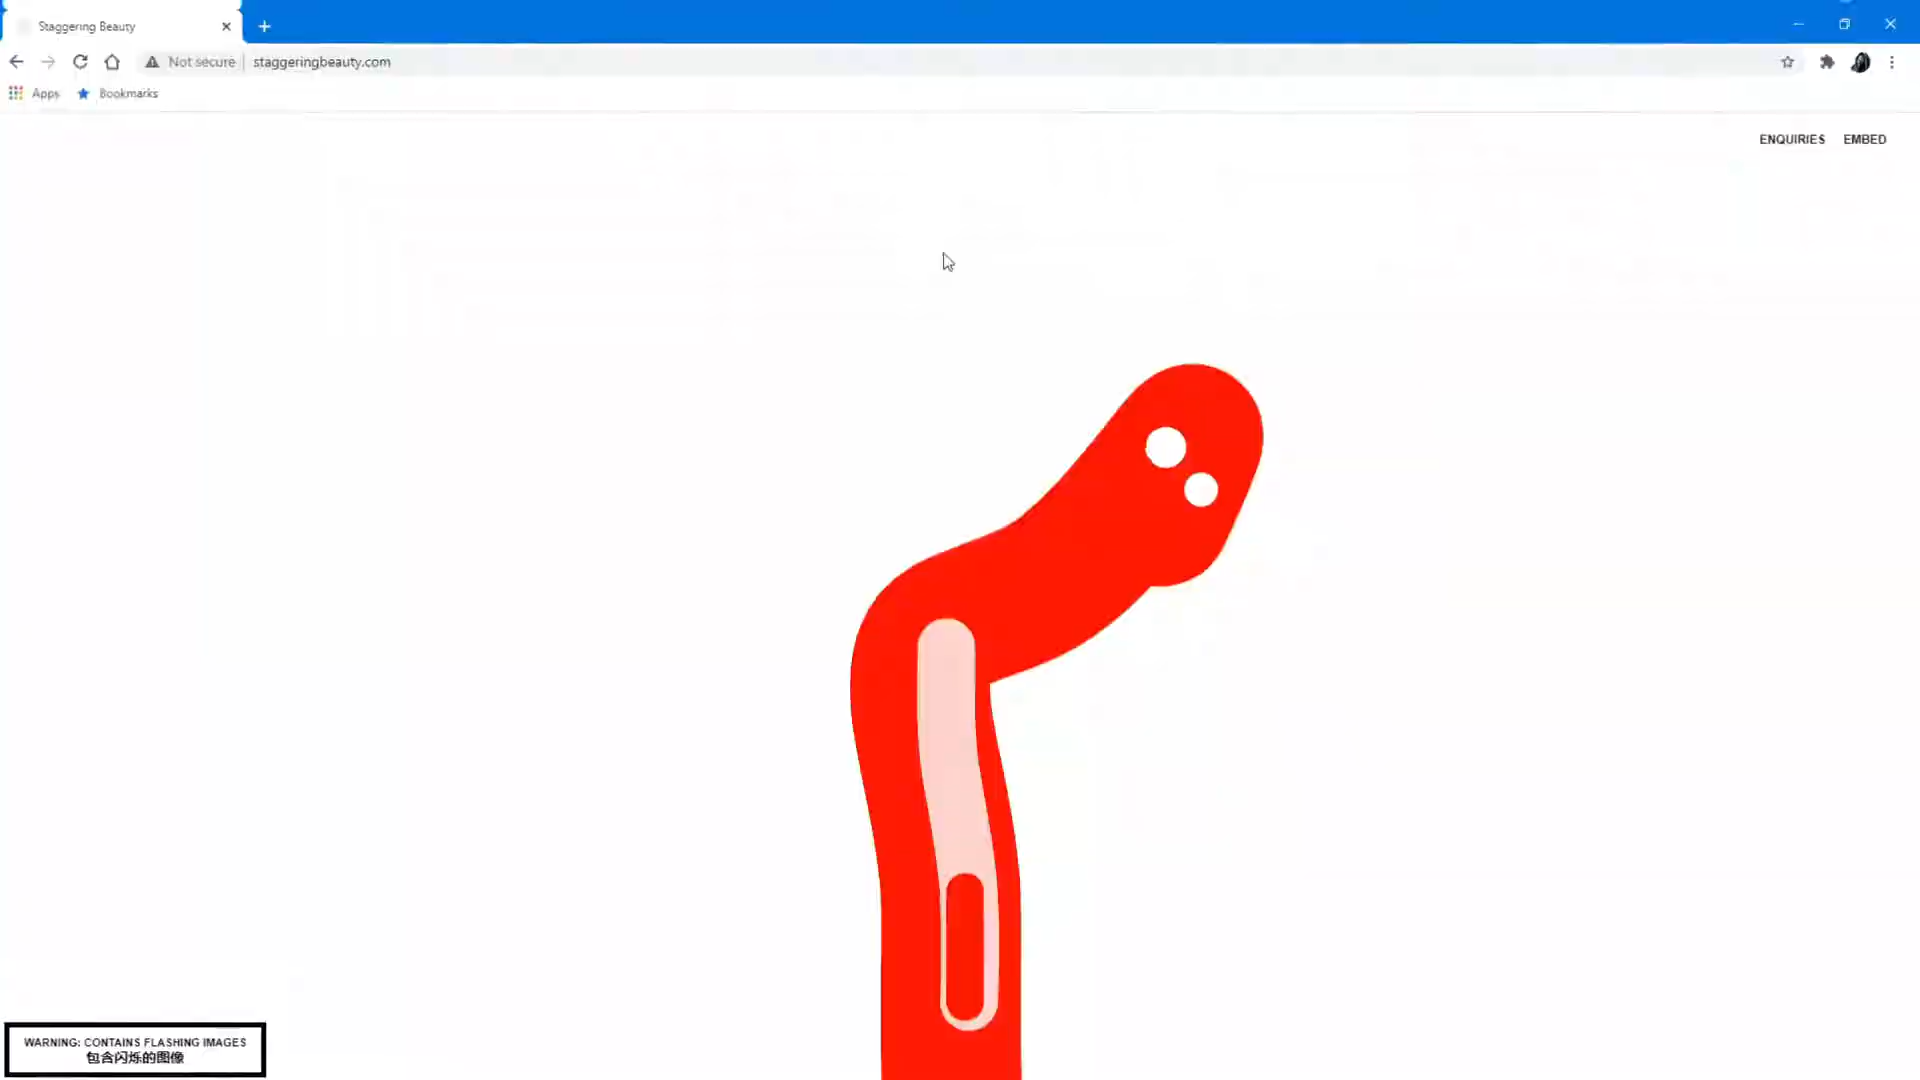 Staggering Beauty
Not secure staggeringbeauty.com
Apps Bookmarks
ENQUIRIES EMBED
WARNING: CONTAINS FLASHING IMAGES
包含闪烁的图像